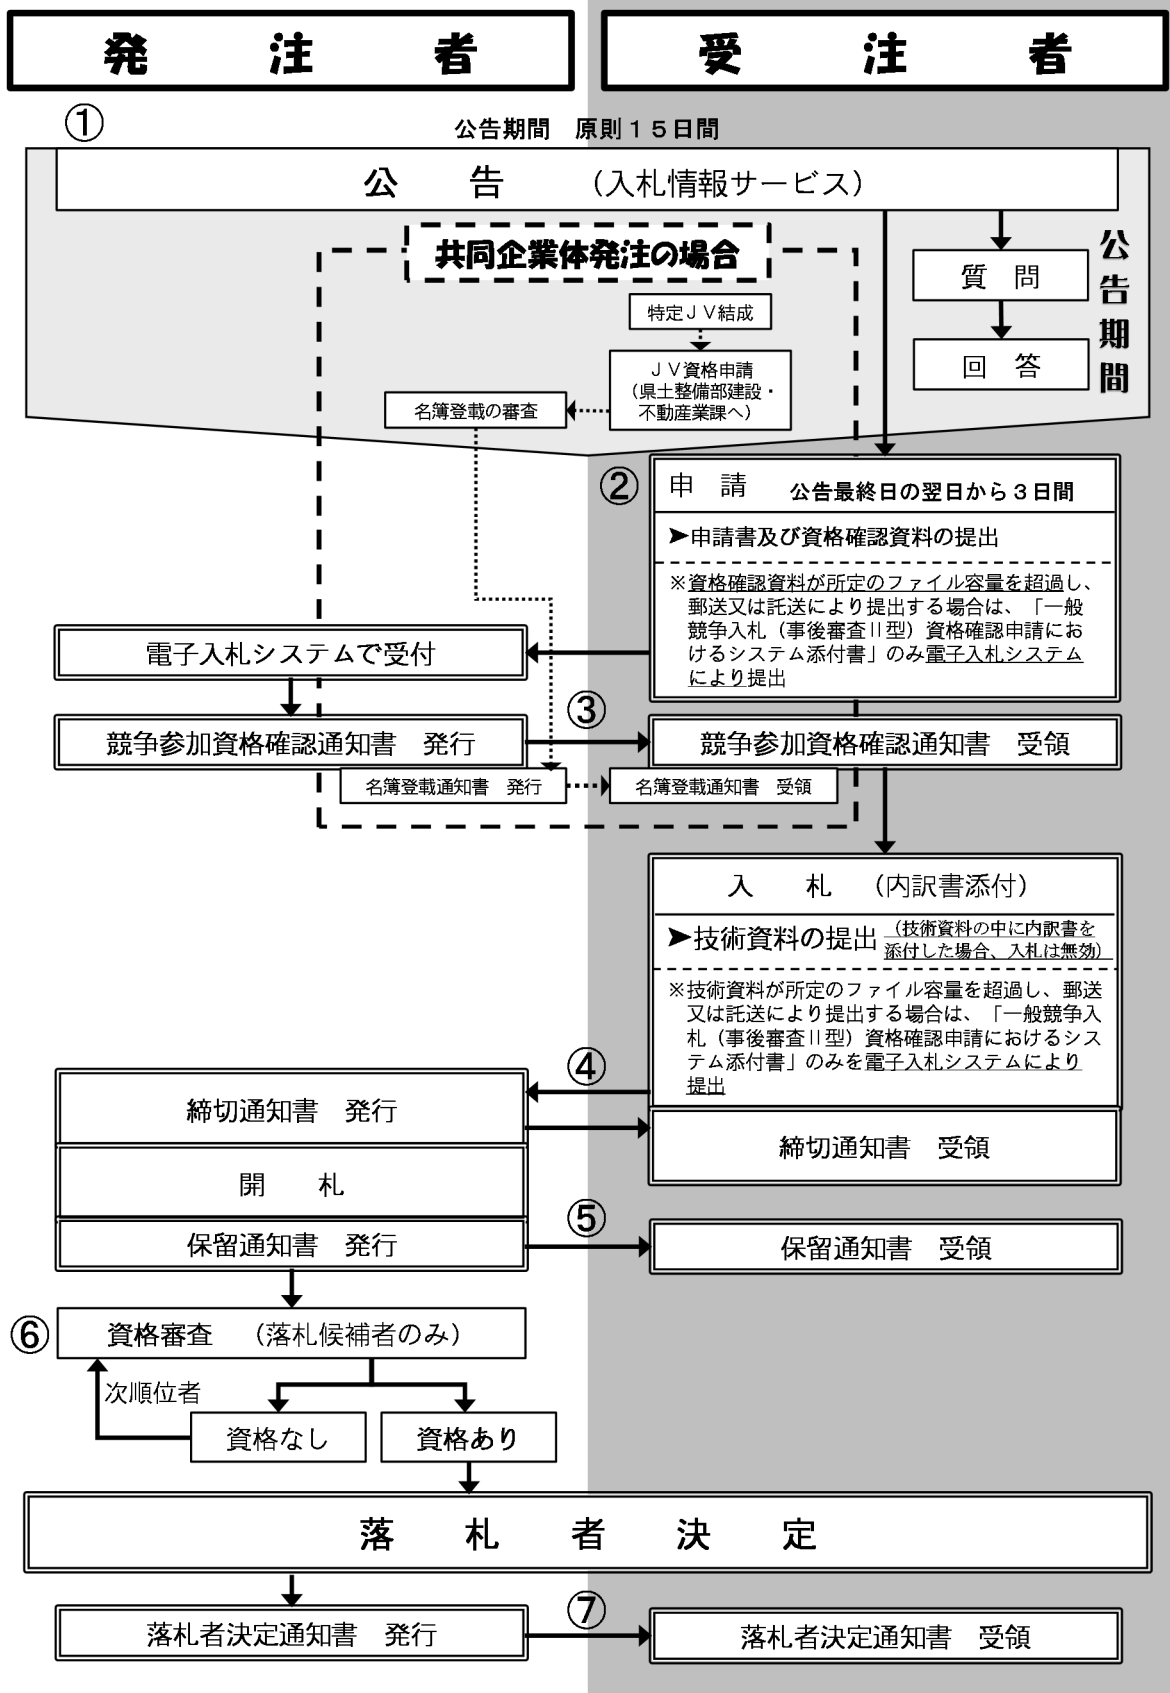 発　注　者
受　注　者
①
公告期間　原則１５日間
公　告　（入札情報サービス）
公告期間
共同企業体発注の場合
質　問
回　答
特定ＪＶ結成
ＪＶ資格申請
（県土整備部建設・
不動産業課へ）
名簿登載の審査
②
申　請　公告最終日の翌日から３日間
➤申請書及び資格確認資料の提出
※資格確認資料が所定のファイル容量を超過し、
郵送又は託送により提出する場合は、「一般
競争入札（事後審査Ⅱ型）資格確認申請にお
けるシステム添付書」のみ電子入札システム
により提出
電子入札システムで受付
③
競争参加資格確認通知書　発行
競争参加資格確認通知書　受領
名簿登載通知書　発行
名簿登載通知書　受領
入　札　（内訳書添付）
➤技術資料の提出
（技術資料の中に内訳書を
添付した場合、入札は無効）
※技術資料が所定のファイル容量を超過し、郵送
又は託送により提出する場合は、「一般競争入
札（事後審査Ⅱ型）資格確認申請におけるシス
テム添付書」のみを電子入札システムにより
提出
④
締切通知書　発行
締切通知書　受領
開　札
⑤
保留通知書　発行
保留通知書　受領
⑥
資格審査　（落札候補者のみ）
次順位者
資格なし
資格あり
落　札　者　決　定
⑦
落札者決定通知書　発行
落札者決定通知書　受領